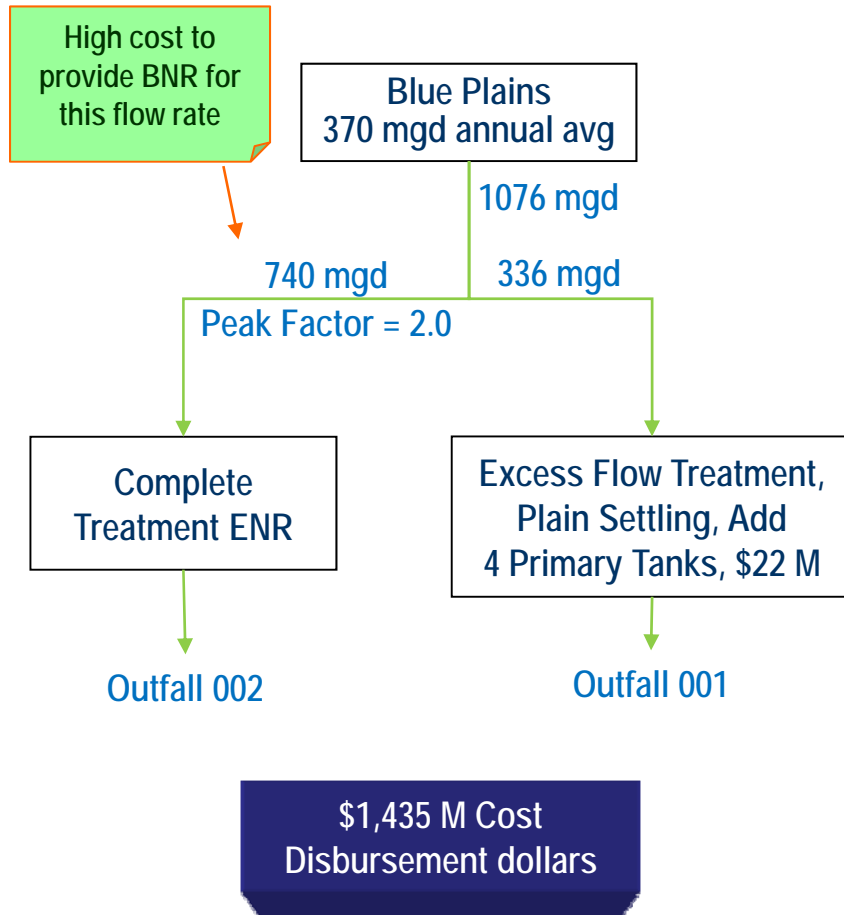 High cost to
provide BNR for
this flow rate
Blue Plains
370 mgd annual avg
1076 mgd
740 mgd
336 mgd
Peak Factor = 2.0
Complete
Treatment ENR
Excess Flow Treatment,
Plain Settling, Add
4 Primary Tanks, $22 M
Outfall 002
Outfall 001
$1,435 M Cost
Disbursement dollars